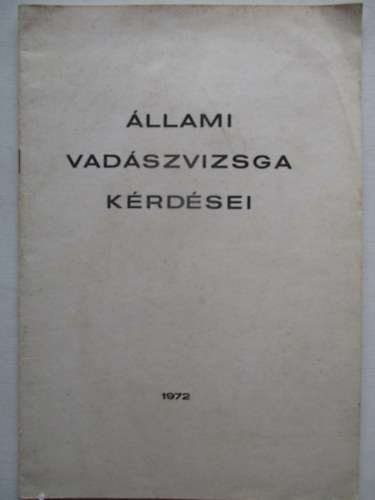 ÁLLAMI
VADÁSZVIZSGA
KÉRDÉSEI
1972